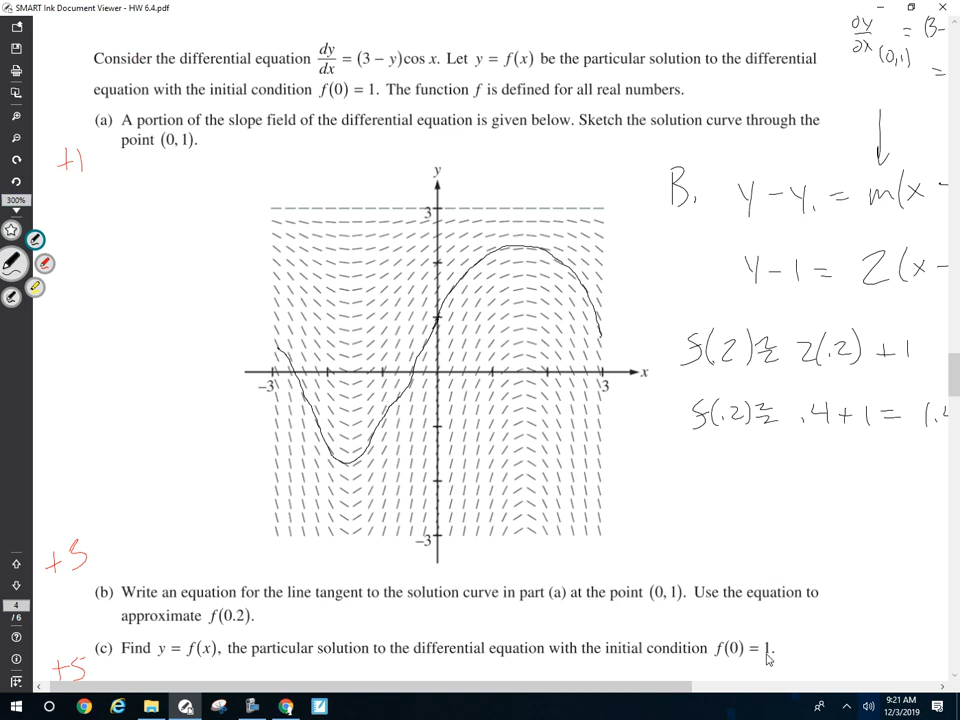 SMART Ink Document Viewer - HW 6.4.pdf
Consider the differential equation dy/dx = (3 − y)cos x. Let y = f(x) be the particular solution to the differential
equation with the initial condition f(0) = 1. The function f is defined for all real numbers.
(a) A portion of the slope field of the differential equation is given below. Sketch the solution curve through the
point (0, 1).
+1
300%
y
3
-3
3
x
-3
dy/dx = (3-
(0,1)
=
B. y - y₁ = m(x -
y - 1 = 2(x -
f(2) ≈ 2(.2) + 1
f(.2) ≈ .4 + 1 = 1.4
+5
(b) Write an equation for the line tangent to the solution curve in part (a) at the point (0, 1). Use the equation to
approximate f(0.2).
(c) Find y = f(x), the particular solution to the differential equation with the initial condition f(0) = 1.
+5
4
/ 6
9:21 AM
12/3/2019